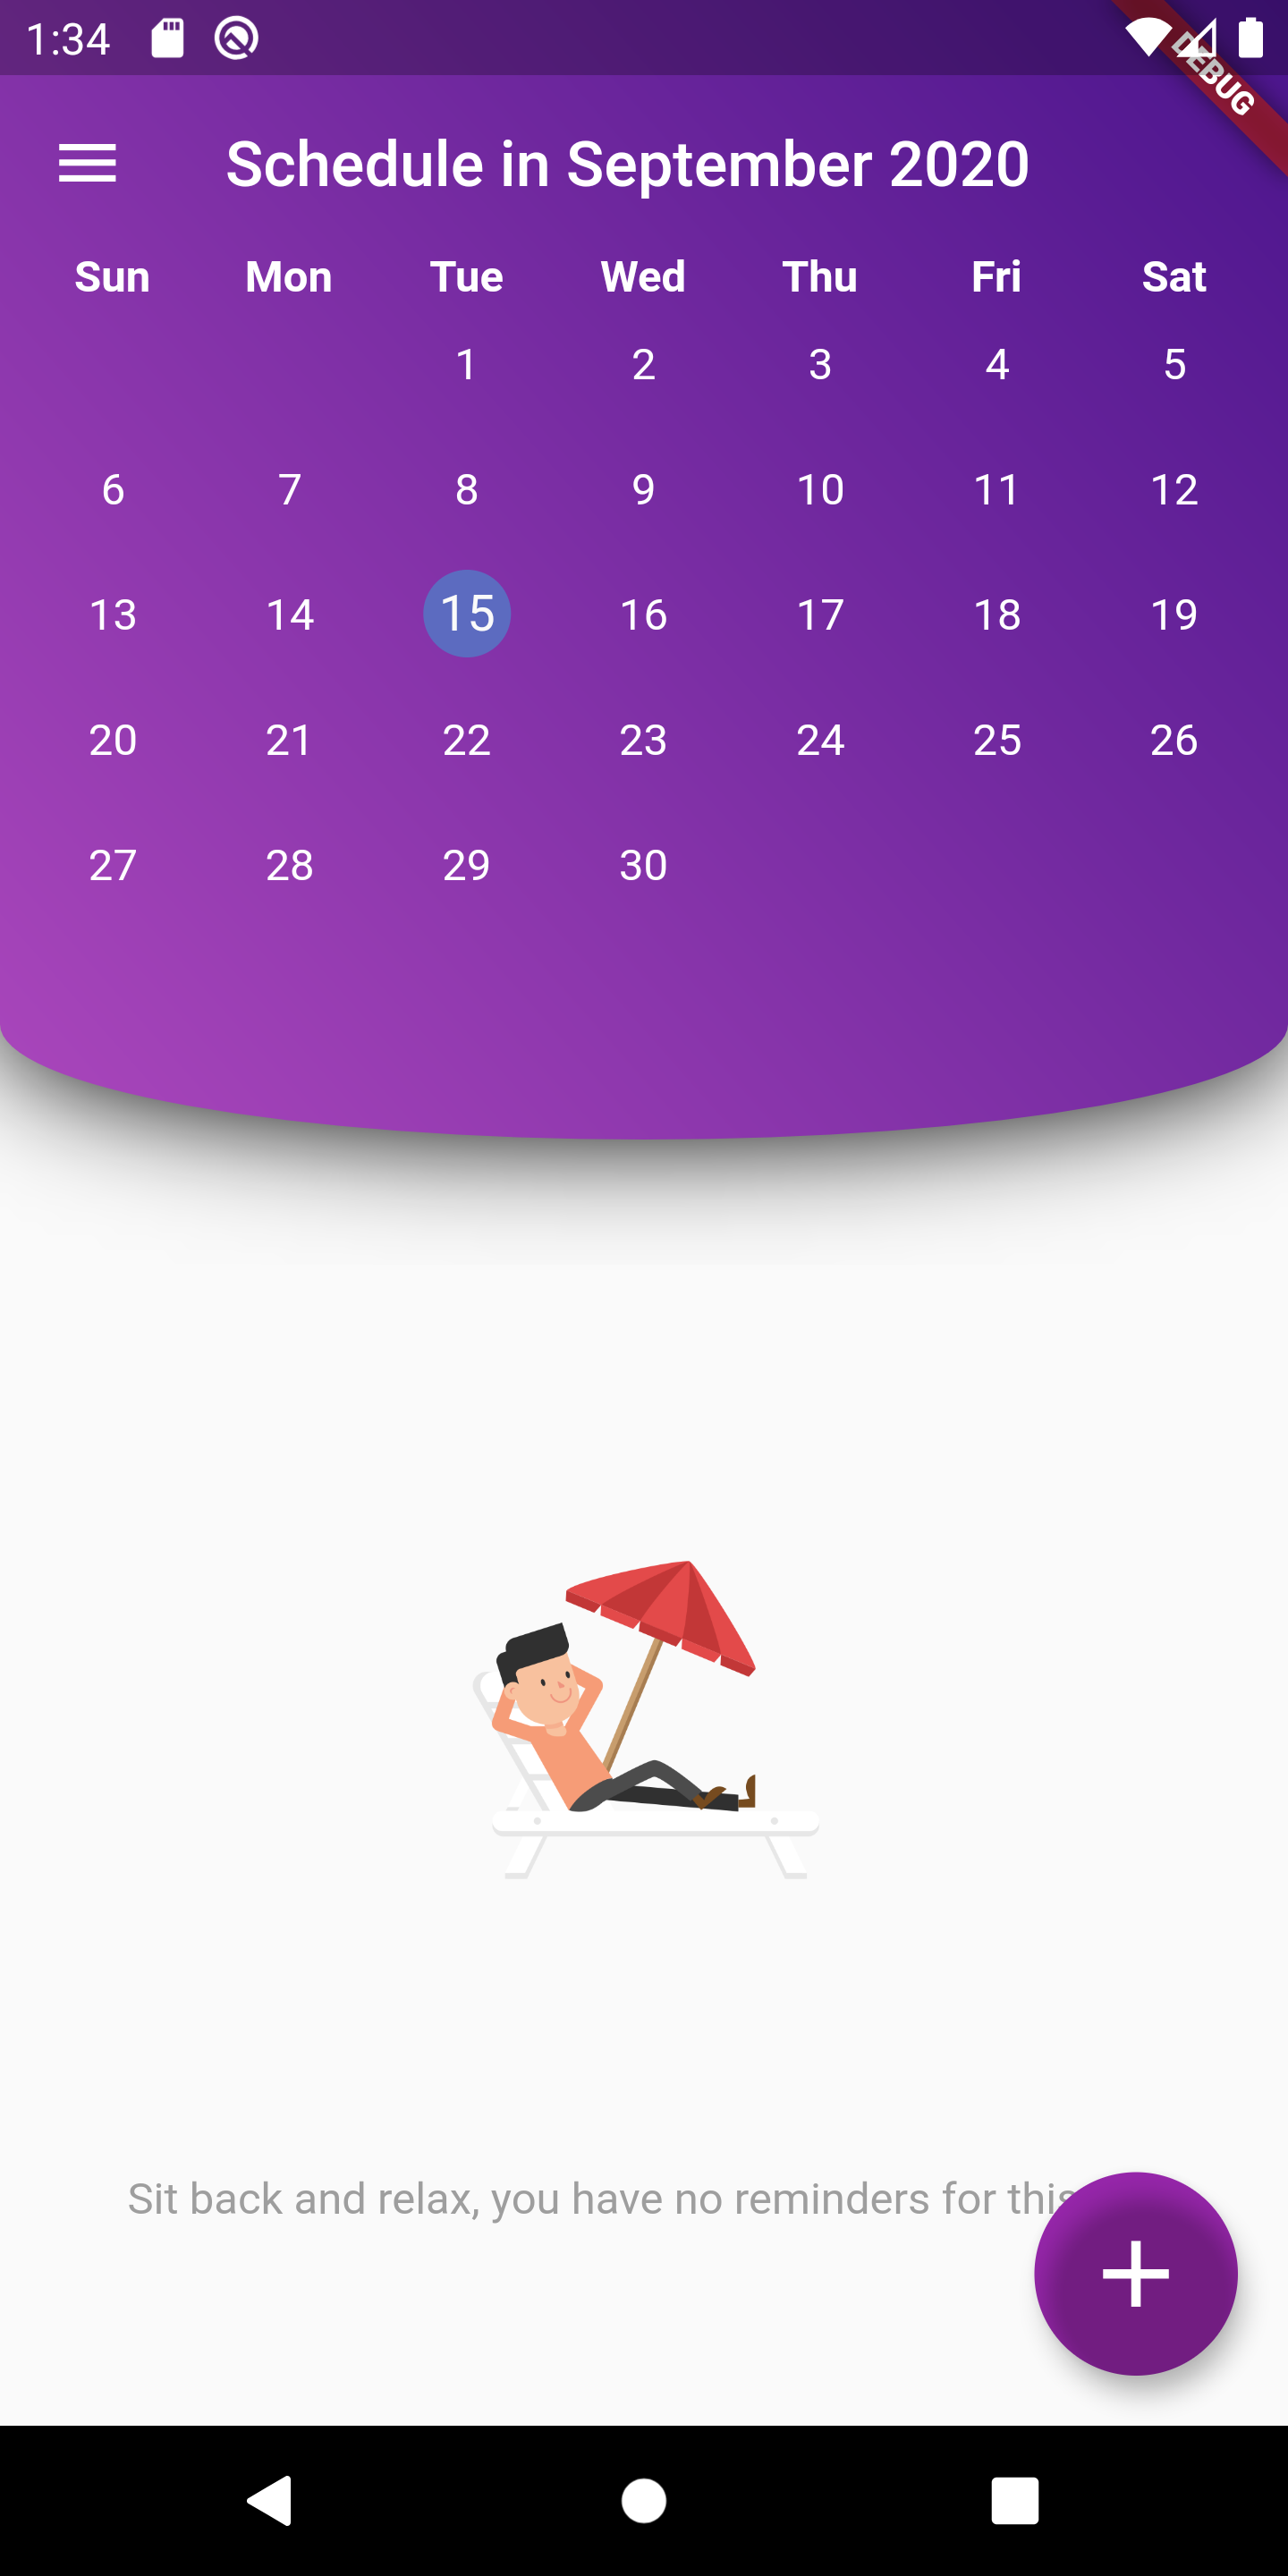 1:34
DEBUG
Schedule in September 2020
Sun Mon Tue Wed Thu Fri Sat
1 2 3 4 5
6 7 8 9 10 11 12
13 14 15 16 17 18 19
20 21 22 23 24 25 26
27 28 29 30
Sit back and relax, you have no reminders for this